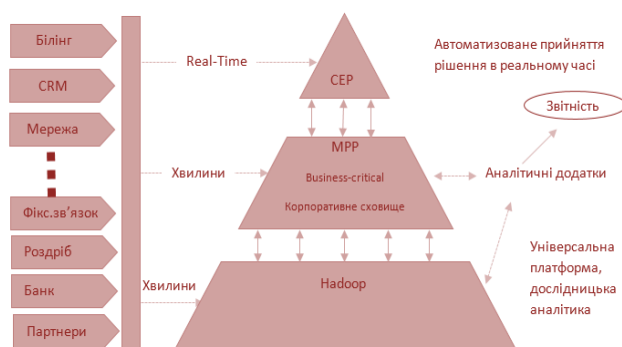 Білінг
CRM
Мережа
Фікс.зв'язок
Роздріб
Банк
Партнери
Real-Time
Хвилини
Хвилини
CEP
MPP
Business-critical
Корпоративне сховище
Hadoop
Автоматизоване прийняття
рішення в реальному часі
Звітність
Аналітичні додатки
Універсальна
платформа,
дослідницька
аналітика